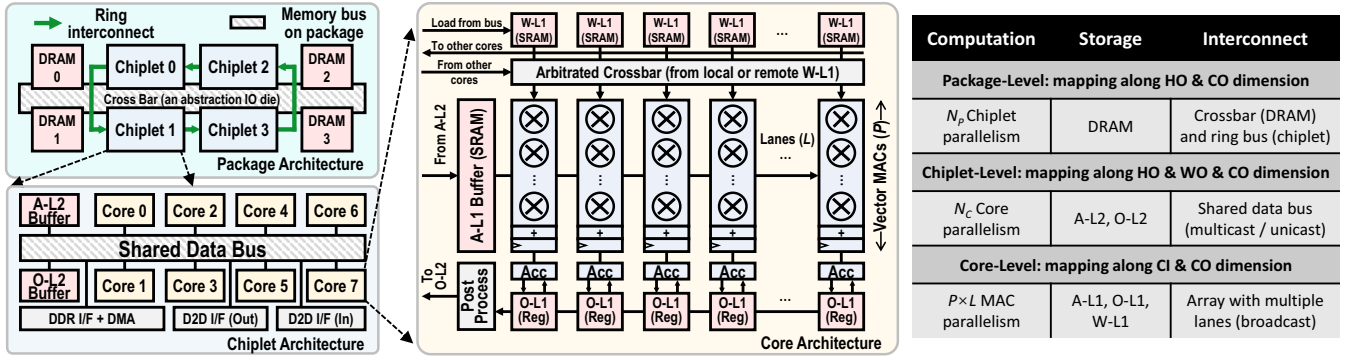 Ring
interconnect
Memory bus
on package
DRAM
0
Chiplet 0
Chiplet 2
DRAM
2
Cross Bar (an abstraction IO die)
DRAM
1
Chiplet 1
Chiplet 3
DRAM
3
Package Architecture
A-L2
Buffer
Core 0
Core 2
Core 4
Core 6
Shared Data Bus
O-L2
Buffer
Core 1
Core 3
Core 5
Core 7
DDR I/F + DMA
D2D I/F (Out)
D2D I/F (In)
Chiplet Architecture
Load from bus
To other cores
From other
cores
W-L1
(SRAM)
W-L1
(SRAM)
W-L1
(SRAM)
W-L1
(SRAM)
W-L1
(SRAM)
...
W-L1
(SRAM)
Arbitrated Crossbar (from local or remote W-L1)
From A-L2
A-L1 Buffer (SRAM)
Lanes (L)
...
Vector MACs (P)
... ... ... ... ... ...
+ + + + + +
To
O-L2
Post
Process
Acc
Acc
Acc
Acc
Acc
Acc
O-L1
(Reg)
O-L1
(Reg)
O-L1
(Reg)
O-L1
(Reg)
O-L1
(Reg)
...
O-L1
(Reg)
Core Architecture
Computation Storage Interconnect
Package-Level: mapping along HO & CO dimension
N_P Chiplet
parallelism
DRAM
Crossbar (DRAM)
and ring bus (chiplet)
Chiplet-Level: mapping along HO & WO & CO dimension
N_C Core
parallelism
A-L2, O-L2
Shared data bus
(multicast / unicast)
Core-Level: mapping along CI & CO dimension
P×L MAC
parallelism
A-L1, O-L1,
W-L1
Array with multiple
lanes (broadcast)